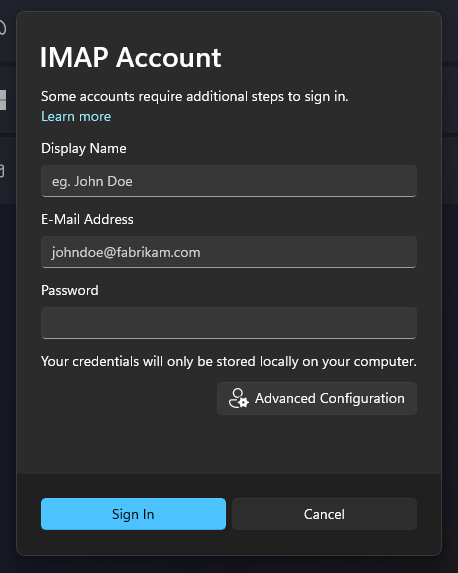 IMAP Account
Some accounts require additional steps to sign in.
Learn more
Display Name
eg. John Doe
E-Mail Address
johndoe@fabrikam.com
Password
Your credentials will only be stored locally on your computer.
Advanced Configuration
Sign In
Cancel